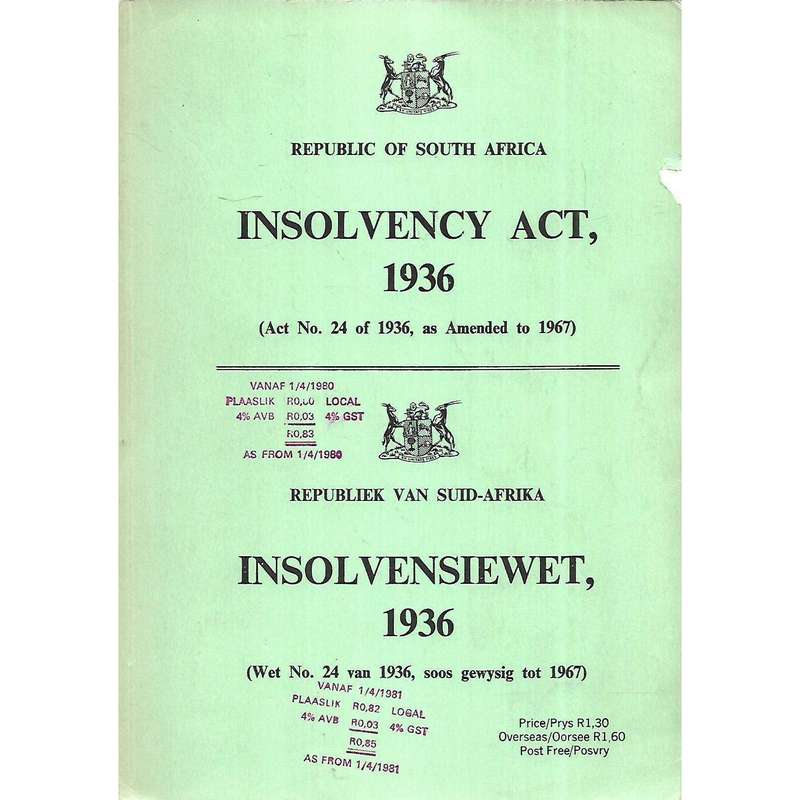 REPUBLIC OF SOUTH AFRICA
INSOLVENCY ACT,
1936
(Act No. 24 of 1936, as Amended to 1967)
VANAF 1/4/1980
PLAASLIK R0,80 LOCAL
4% AVB R0,03 4% GST
R0,83
AS FROM 1/4/1980
REPUBLIEK VAN SUID-AFRIKA
INSOLVENSIEWET,
1936
(Wet No. 24 van 1936, soos gewysig tot 1967)
VANAF 1/4/1981
PLAASLIK R0,82 LOCAL
4% AVB R0,03 4% GST
R0,85
AS FROM 1/4/1981
Price/Prys R1,30
Overseas/Oorsee R1,60
Post Free/Posvry